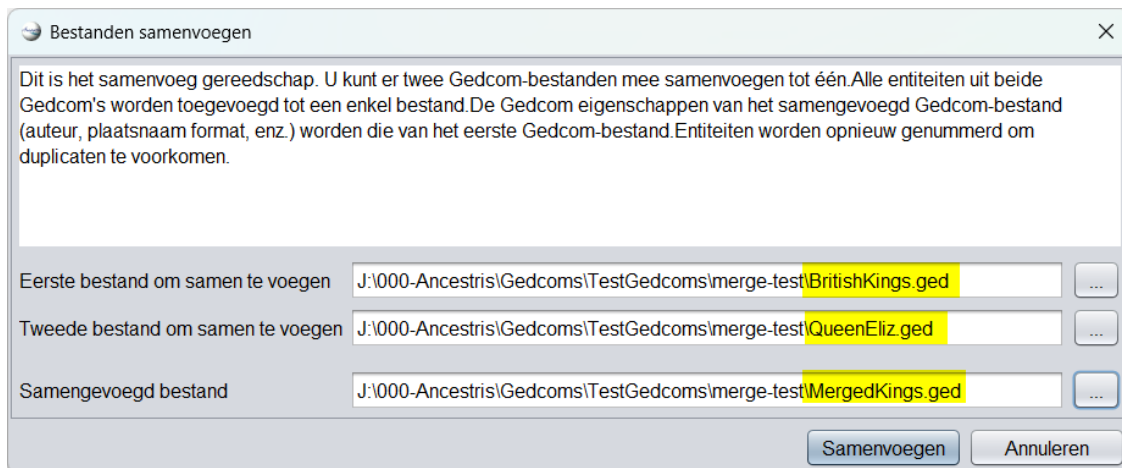 Bestanden samenvoegen
Dit is het samenvoeg gereedschap. U kunt er twee Gedcom-bestanden mee samenvoegen tot één.Alle entiteiten uit beide
Gedcom's worden toegevoegd tot een enkel bestand.De Gedcom eigenschappen van het samengevoegd Gedcom-bestand
(auteur, plaatsnaam format, enz.) worden die van het eerste Gedcom-bestand.Entiteiten worden opnieuw genummerd om
duplicaten te voorkomen.
Eerste bestand om samen te voegen J:\000-Ancestris\Gedcoms\TestGedcoms\merge-test\BritishKings.ged ...
Tweede bestand om samen te voegen J:\000-Ancestris\Gedcoms\TestGedcoms\merge-test\QueenEliz.ged ...
Samengevoegd bestand J:\000-Ancestris\Gedcoms\TestGedcoms\merge-test\MergedKings.ged ...
Samenvoegen Annuleren